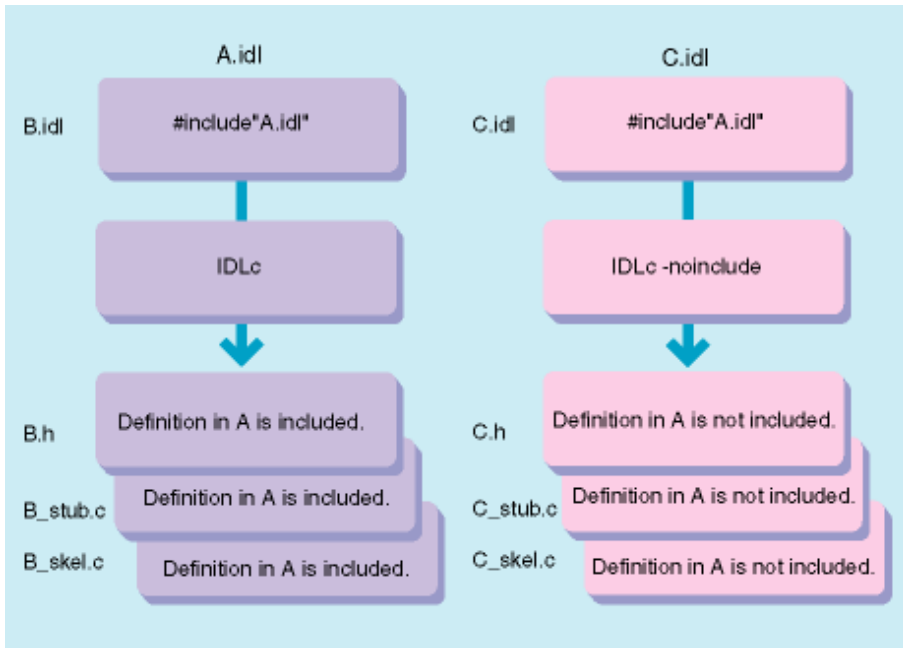 A.idl
C.idl
B.idl
#include"A.idl"
C.idl
#include"A.idl"
IDLc
IDLc -noinclude
B.h
Definition in A is included.
C.h
Definition in A is not included.
B_stub.c
Definition in A is included.
C_stub.c
Definition in A is not included.
B_skel.c
Definition in A is included.
C_skel.c
Definition in A is not included.